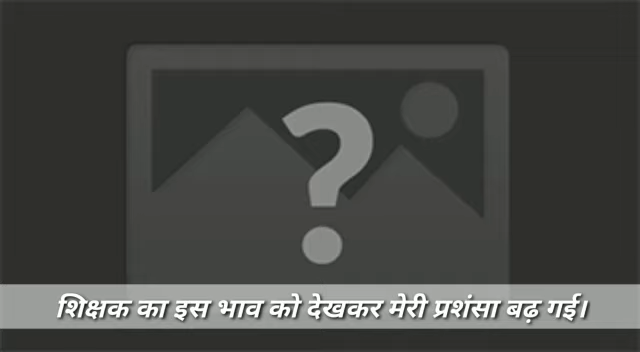 शिक्षक का इस भाव को देखकर मेरी प्रशंसा बढ़ गई।